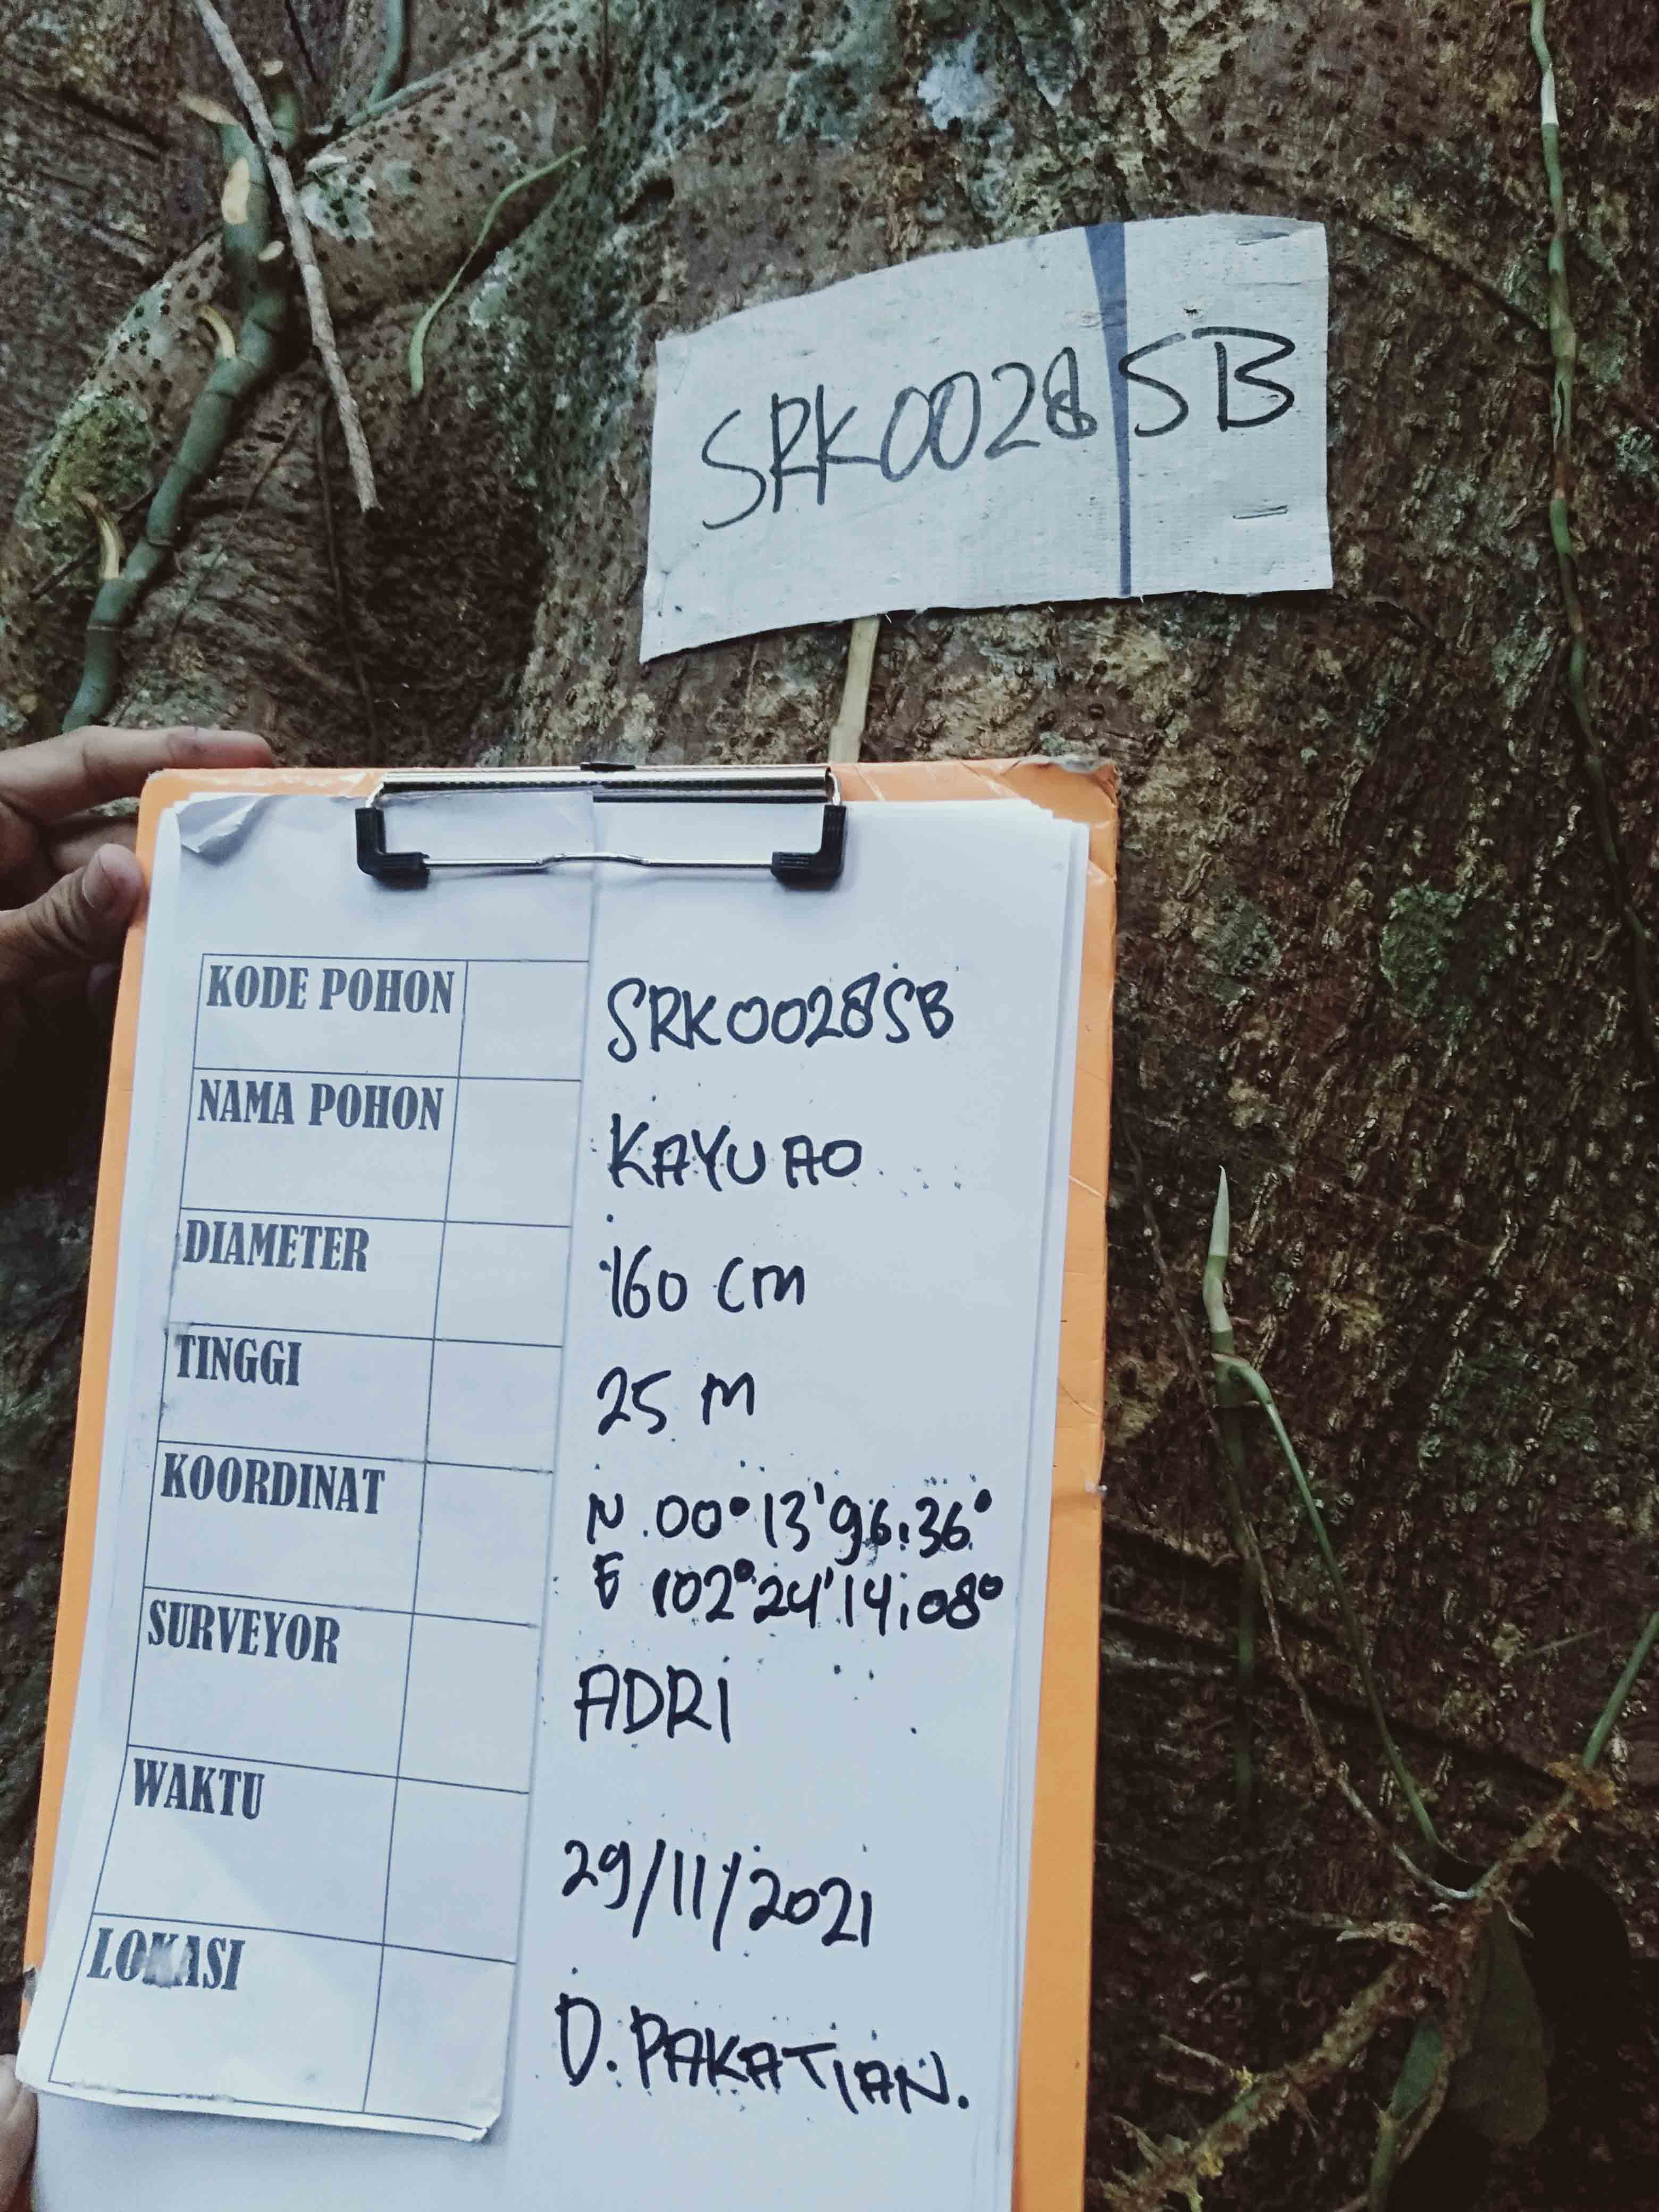 SRK0028SB
KODE POHON SRK0028SB
NAMA POHON KAYU AO
DIAMETER 160 cm
TINGGI 25 M
KOORDINAT N.00°13'96:36°
E 102°24'14:08°
SURVEYOR ADRI
WAKTU 29/11/2021
LOKASI D. PAKATIAN.